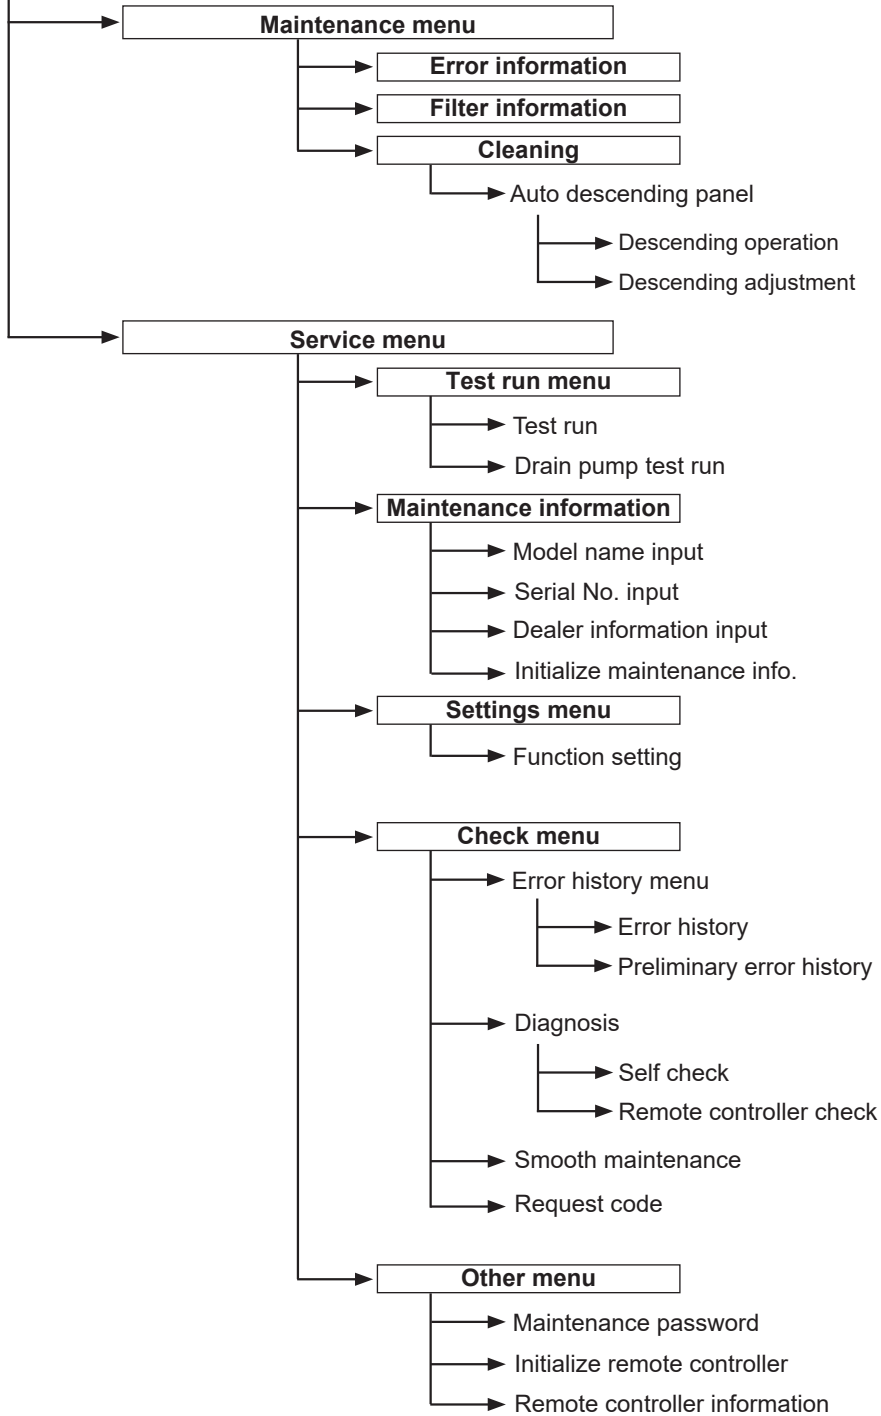 Maintenance menu
Error information
Filter information
Cleaning
Auto descending panel
Descending operation
Descending adjustment
Service menu
Test run menu
Test run
Drain pump test run
Maintenance information
Model name input
Serial No. input
Dealer information input
Initialize maintenance info.
Settings menu
Function setting
Check menu
Error history menu
Error history
Preliminary error history
Diagnosis
Self check
Remote controller check
Smooth maintenance
Request code
Other menu
Maintenance password
Initialize remote controller
Remote controller information